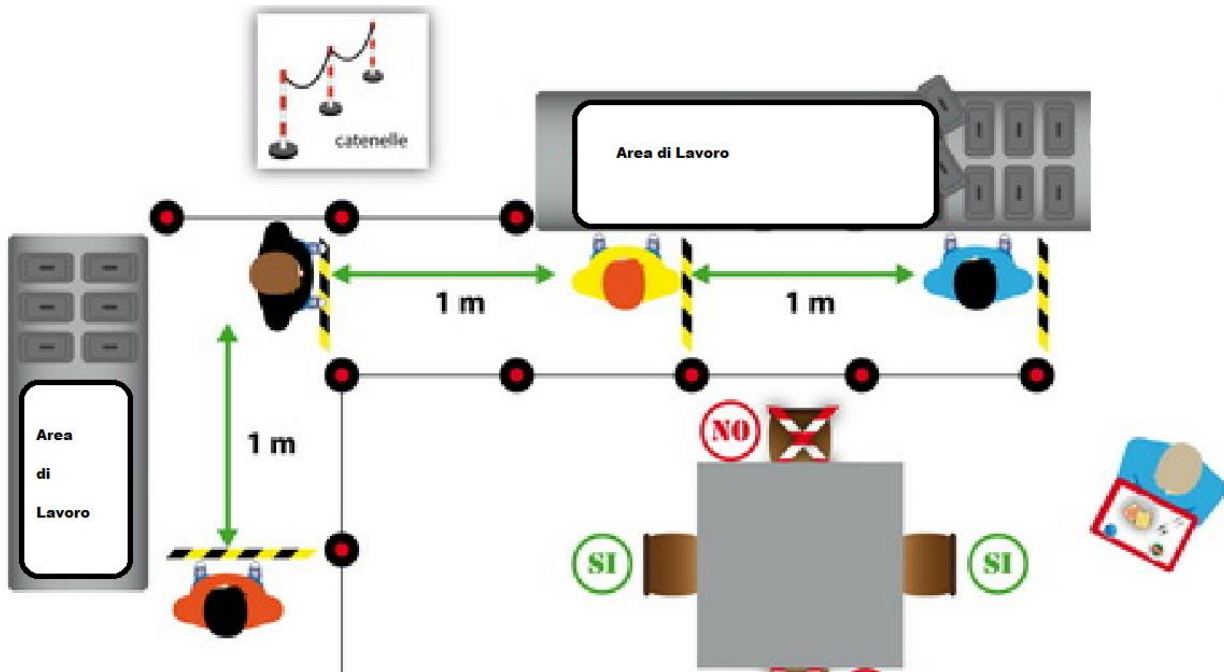 catenelle
Area di Lavoro
1 m
1 m
Area
di
Lavoro
1 m
NO
SI
SI